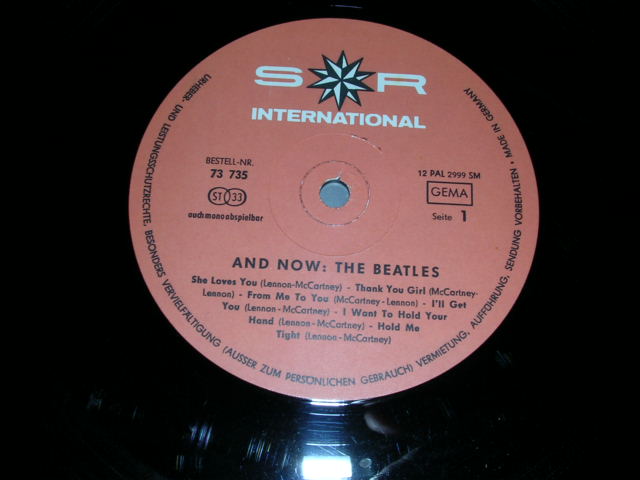 S R
INTERNATIONAL
BESTELL-NR.
73 735
ST 33
auch mono abspielbar
12 PAL 2999 SM
GEMA
Seite 1
AND NOW: THE BEATLES
She Loves You (Lennon-McCartney) - Thank You Girl (McCartney-
Lennon) - From Me To You (McCartney - Lennon) - I'll Get
You (Lennon - McCartney) - I Want To Hold Your
Hand (Lennon - McCartney) - Hold Me
Tight (Lennon - McCartney)
URHEBER- UND LEISTUNGSSCHUTZRECHTE, BESONDERS VERVIELFÄLTIGUNG (AUSSER ZUM PERSÖNLICHEN GEBRAUCH) VERMIETUNG, AUFFÜHRUNG, SENDUNG VORBEHALTEN • MADE IN GERMANY